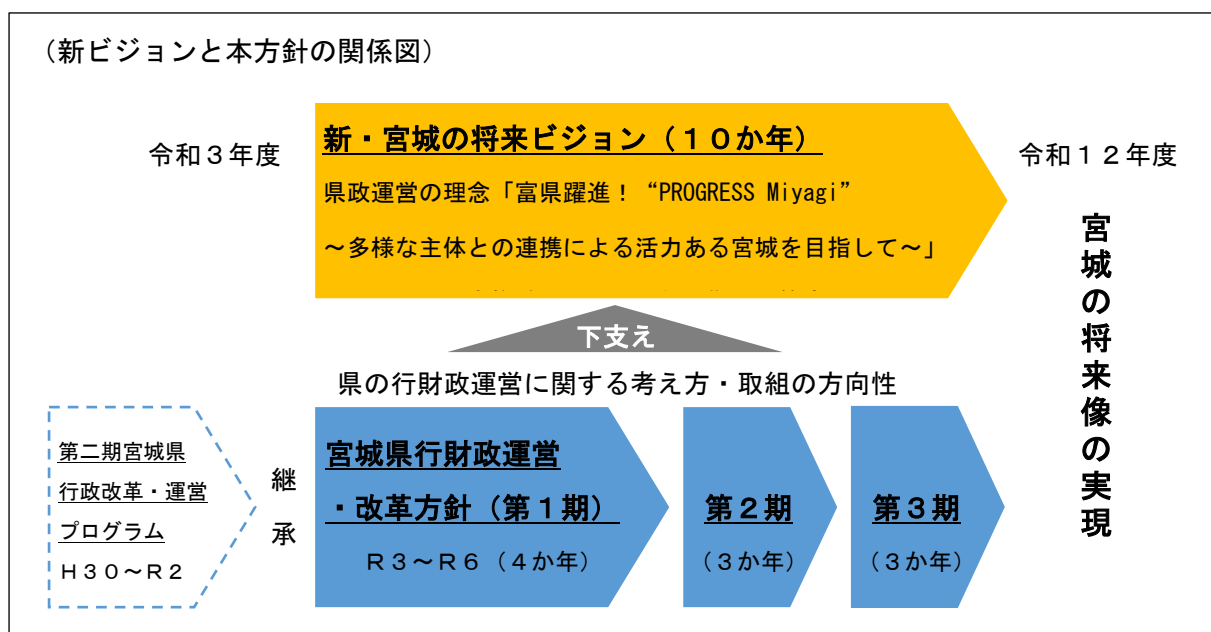 （新ビジョンと本方針の関係図）
令和３年度
新・宮城の将来ビジョン（１０か年）
県政運営の理念「富県躍進！“PROGRESS Miyagi”
～多様な主体との連携による活力ある宮城を目指して～」
令和１２年度
宮城の将来像の実現
下支え
県の行財政運営に関する考え方・取組の方向性
第二期宮城県
行政改革・運営
プログラム
Ｈ３０～Ｒ２
継承
宮城県行財政運営
・改革方針（第１期）
Ｒ３～Ｒ６（４か年）
第２期
（３か年）
第３期
（３か年）